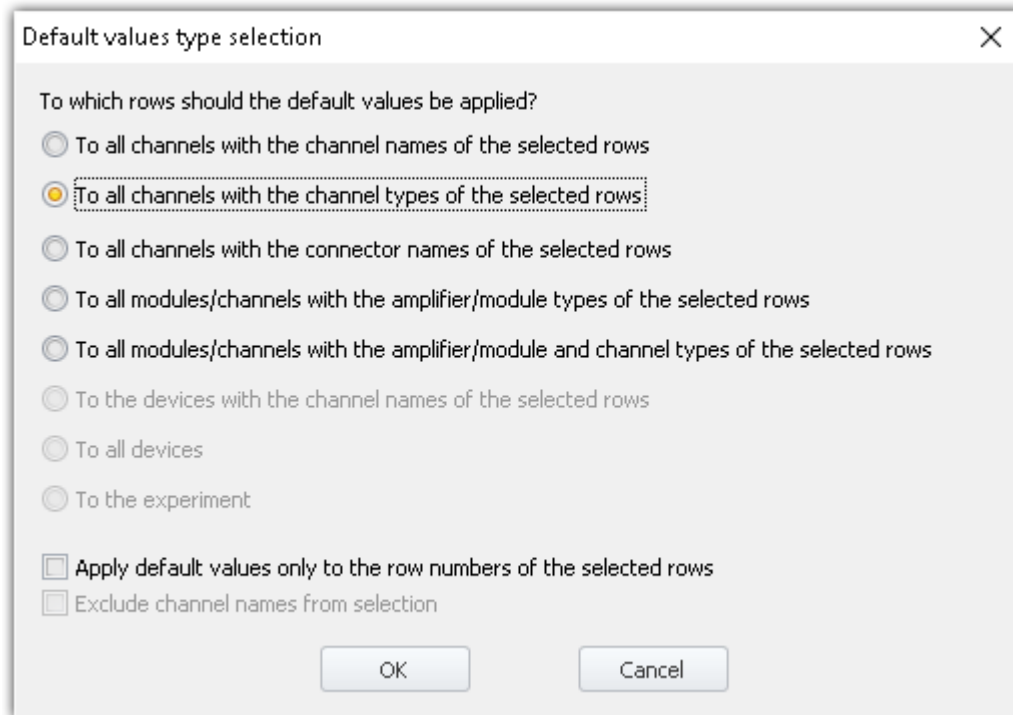 Default values type selection
To which rows should the default values be applied?
To all channels with the channel names of the selected rows
To all channels with the channel types of the selected rows
To all channels with the connector names of the selected rows
To all modules/channels with the amplifier/module types of the selected rows
To all modules/channels with the amplifier/module and channel types of the selected rows
To the devices with the channel names of the selected rows
To all devices
To the experiment
Apply default values only to the row numbers of the selected rows
Exclude channel names from selection
OK Cancel